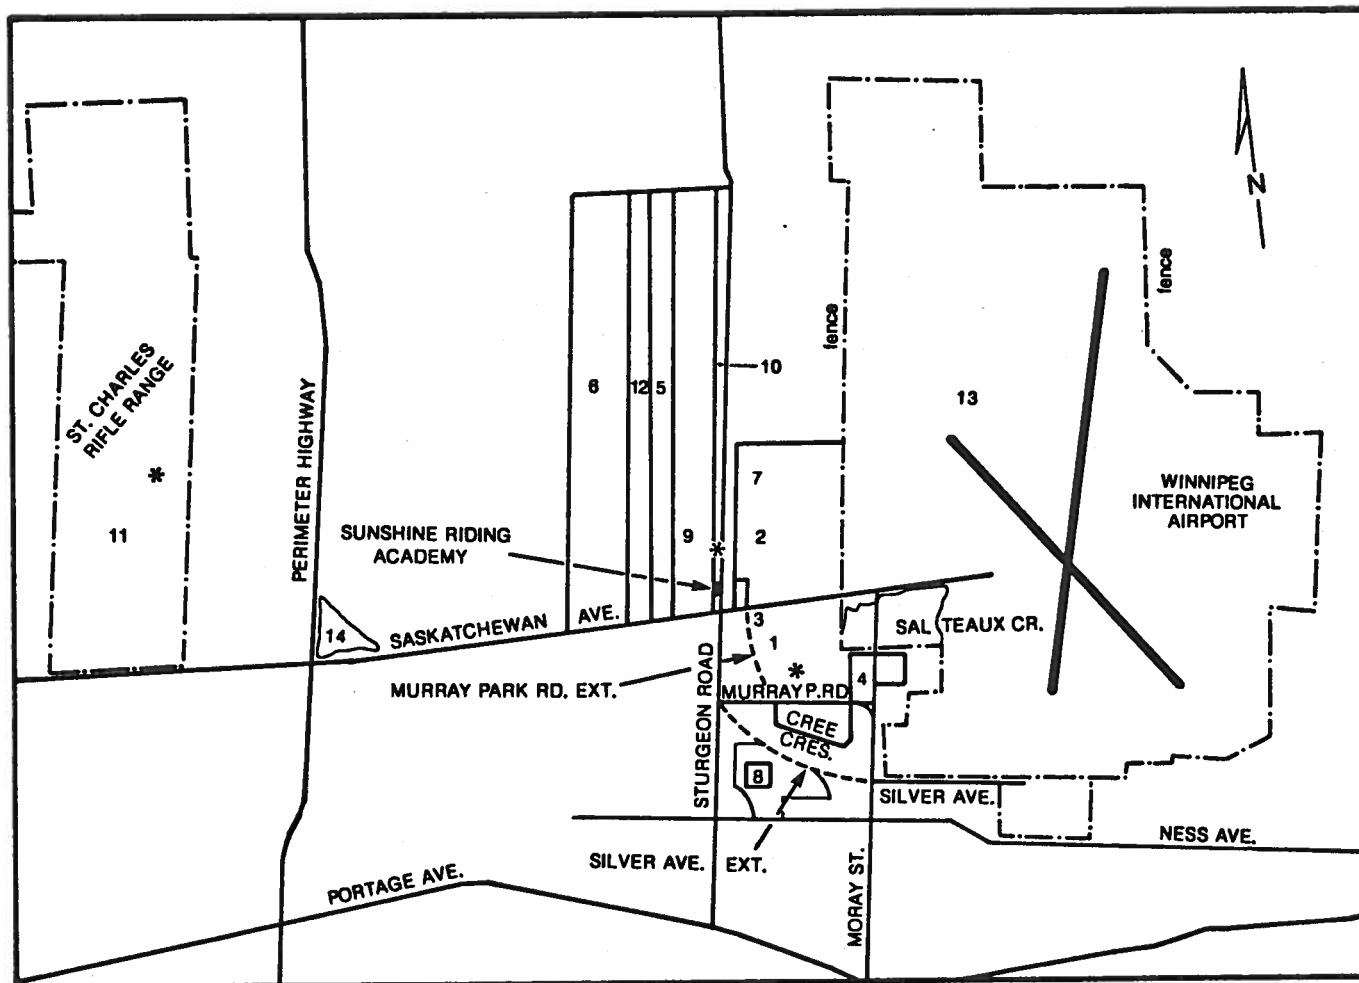 N
fence
fence
ST. CHARLES
RIFLE RANGE
*
11
PERIMETER HIGHWAY
6
12
5
10
13
7
9
2
*
WINNIPEG
INTERNATIONAL
AIRPORT
SUNSHINE RIDING
ACADEMY
14
SASKATCHEWAN AVE.
3
1
*
SALTEAUX CR.
MURRAY PARK RD. EXT.
MURRAY P.RD
4
STURGEON ROAD
CREE
CRES.
8
SILVER AVE.
NESS AVE.
SILVER AVE. EXT.
PORTAGE AVE.
MORAY ST.